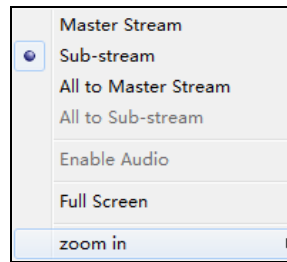 Master Stream
Sub-stream
All to Master Stream
All to Sub-stream
Enable Audio
Full Screen
zoom in